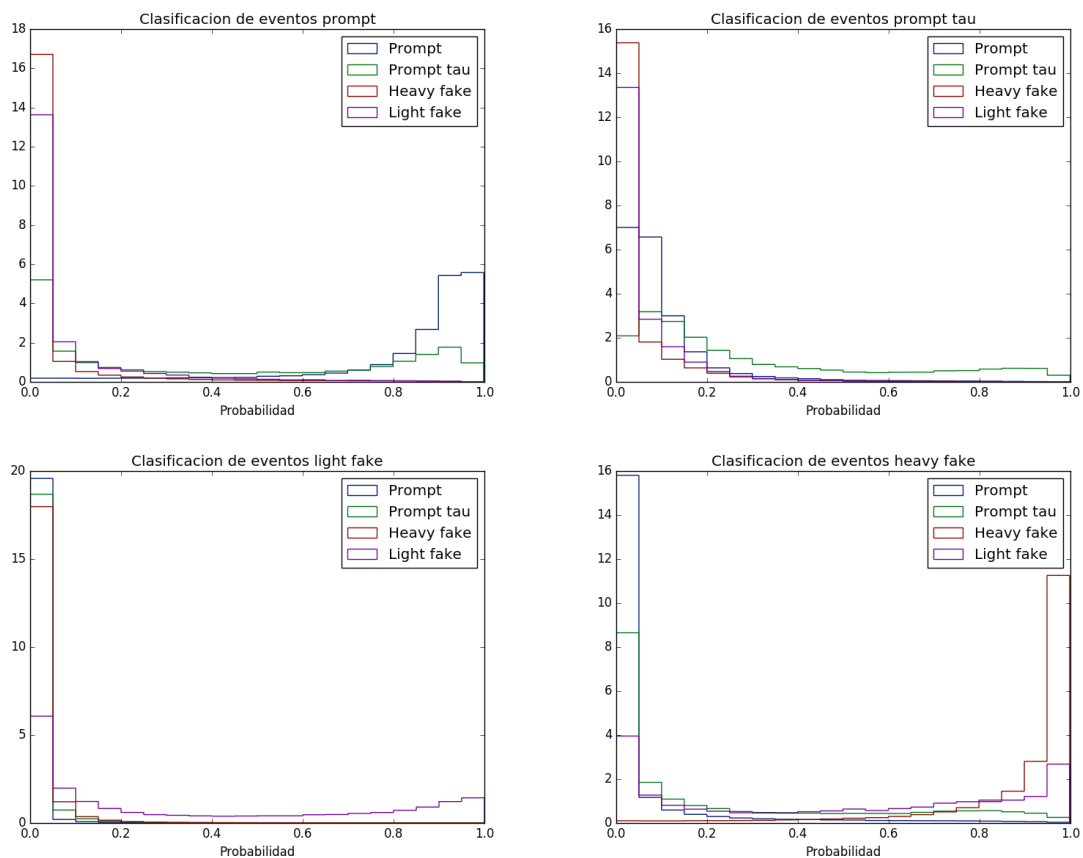 Clasificacion de eventos prompt
18
16
14
12
10
8
6
4
2
0
Prompt
Prompt tau
Heavy fake
Light fake
0.0 0.2 0.4 0.6 0.8 1.0
Probabilidad
Clasificacion de eventos prompt tau
16
14
12
10
8
6
4
2
0
Prompt
Prompt tau
Heavy fake
Light fake
0.0 0.2 0.4 0.6 0.8 1.0
Probabilidad
Clasificacion de eventos light fake
20
15
10
5
0
Prompt
Prompt tau
Heavy fake
Light fake
0.0 0.2 0.4 0.6 0.8 1.0
Probabilidad
Clasificacion de eventos heavy fake
16
14
12
10
8
6
4
2
0
Prompt
Prompt tau
Heavy fake
Light fake
0.0 0.2 0.4 0.6 0.8 1.0
Probabilidad